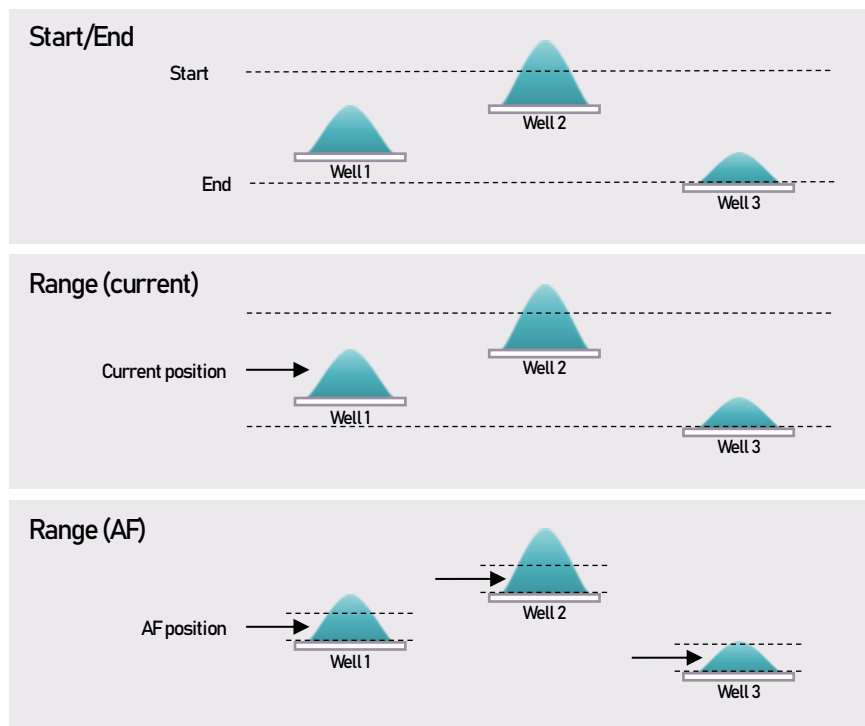 Start/End
Start
Well 2
Well 1
End
Well 3
Range (current)
Current position
Well 2
Well 1
Well 3
Range (AF)
AF position
Well 2
Well 1
Well 3